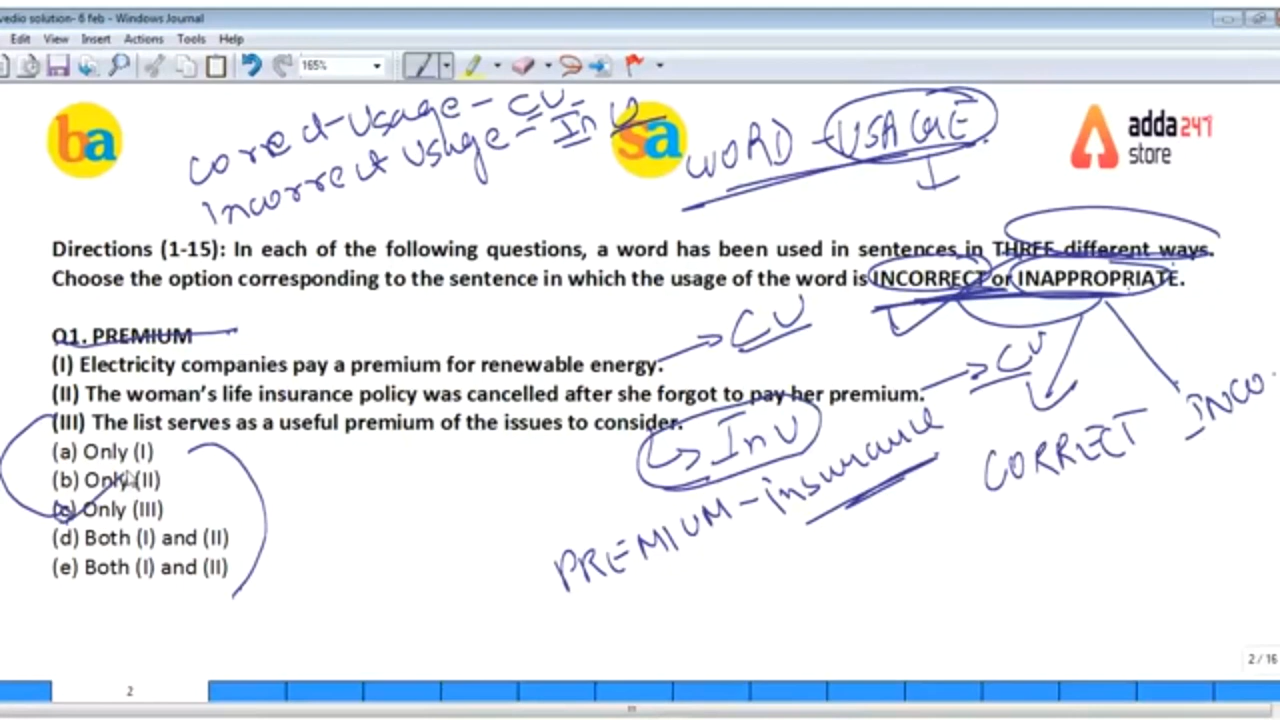 vedio solution- 6 feb - Windows Journal
Edit View Insert Actions Tools Help
165%
ba
Correct Usage - CU
Incorrect Usage - In U
sa
WORD - USAGE
adda247
store
Directions (1-15): In each of the following questions, a word has been used in sentences in THREE different ways.
Choose the option corresponding to the sentence in which the usage of the word is INCORRECT or INAPPROPRIATE.
Q1. PREMIUM
(I) Electricity companies pay a premium for renewable energy.
CU
(II) The woman's life insurance policy was cancelled after she forgot to pay her premium.
CU
(III) The list serves as a useful premium of the issues to consider.
In U
(a) Only (I)
(b) Only (II)
(c) Only (III)
(d) Both (I) and (II)
(e) Both (I) and (II)
PREMIUM - insurance
CORRECT
INCO
2 / 16
2